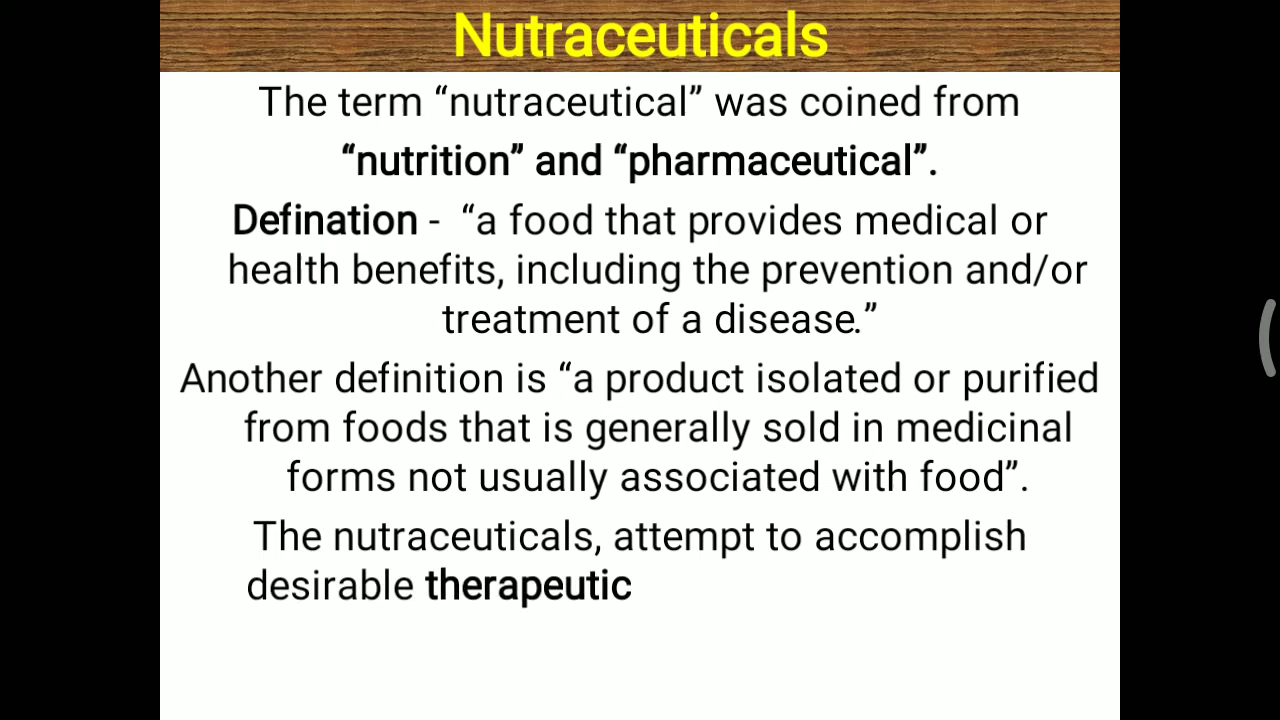 Nutraceuticals
The term “nutraceutical” was coined from
“nutrition” and “pharmaceutical”.
Defination - “a food that provides medical or
health benefits, including the prevention and/or
treatment of a disease.”
Another definition is “a product isolated or purified
from foods that is generally sold in medicinal
forms not usually associated with food”.
The nutraceuticals, attempt to accomplish
desirable therapeutic